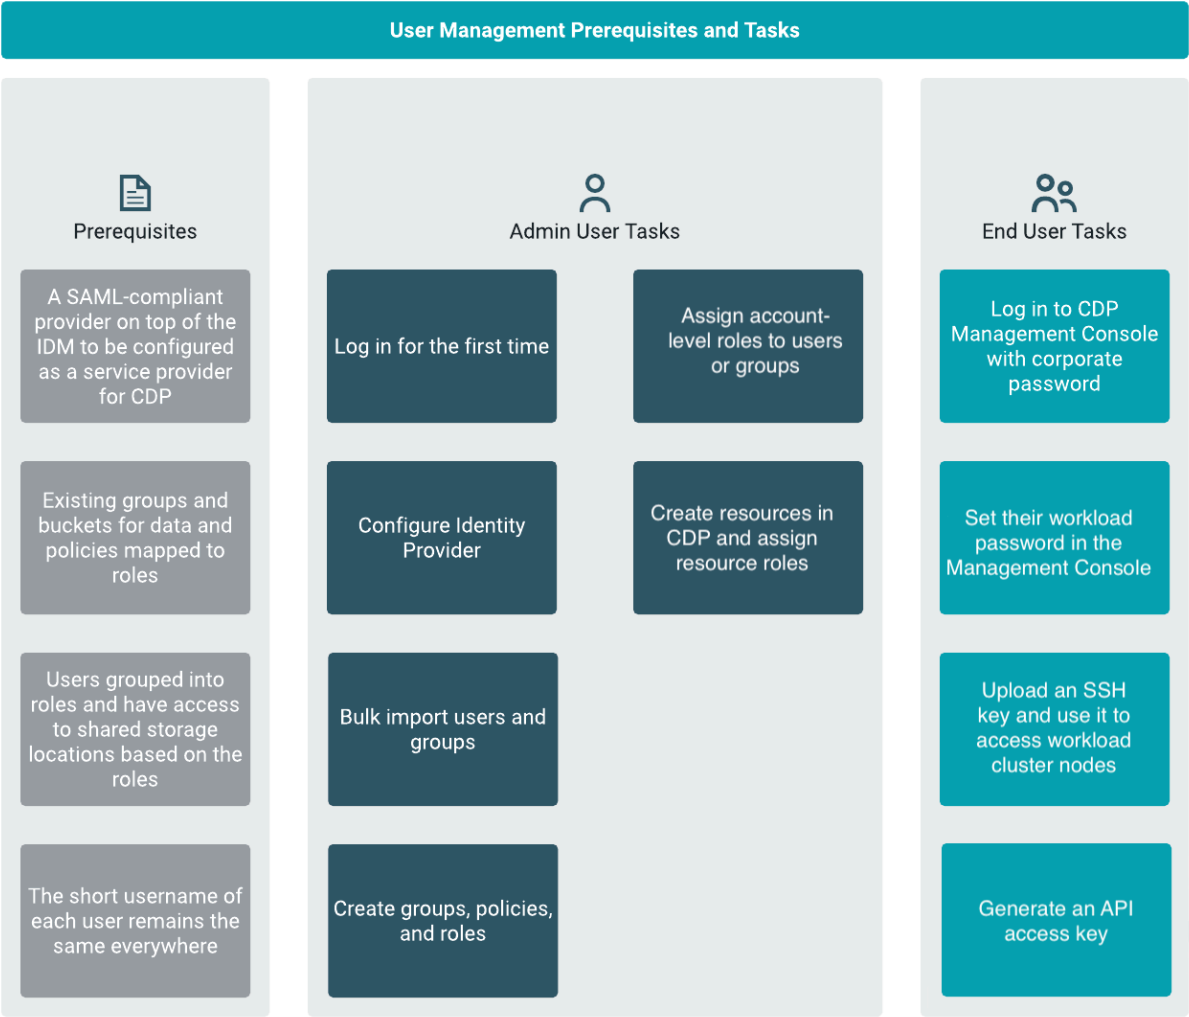 User Management Prerequisites and Tasks
Prerequisites
A SAML-compliant
provider on top of the
IDM to be configured
as a service provider
for CDP
Existing groups and
buckets for data and
policies mapped to
roles
Users grouped into
roles and have access
to shared storage
locations based on the
roles
The short username of
each user remains the
same everywhere
Admin User Tasks
Log in for the first time
Configure Identity
Provider
Bulk import users and
groups
Create groups, policies,
and roles
Assign account-
level roles to users
or groups
Create resources in
CDP and assign
resource roles
End User Tasks
Log in to CDP
Management Console
with corporate
password
Set their workload
password in the
Management Console
Upload an SSH
key and use it to
access workload
cluster nodes
Generate an API
access key